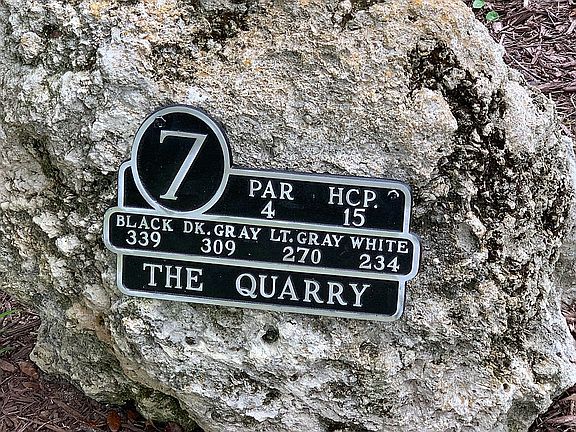 7
PAR HCP.
4 15
BLACK DK. GRAY LT. GRAY WHITE
339 309 270 234
THE QUARRY